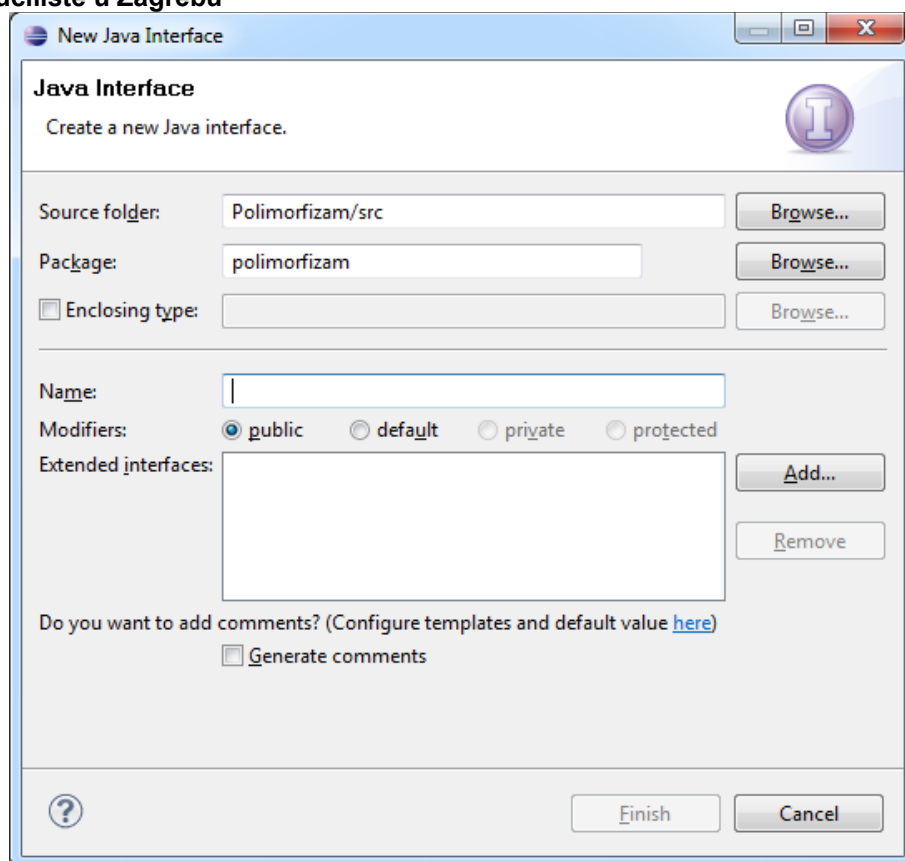 u Zagrebu
New Java Interface
Java Interface
Create a new Java interface.
Source folder: Polimorfizam/src Browse...
Package: polimorfizam Browse...
Enclosing type: Browse...
Name:
Modifiers: public default private protected
Extended interfaces: Add...
Remove
Do you want to add comments? (Configure templates and default value here)
Generate comments
Finish Cancel